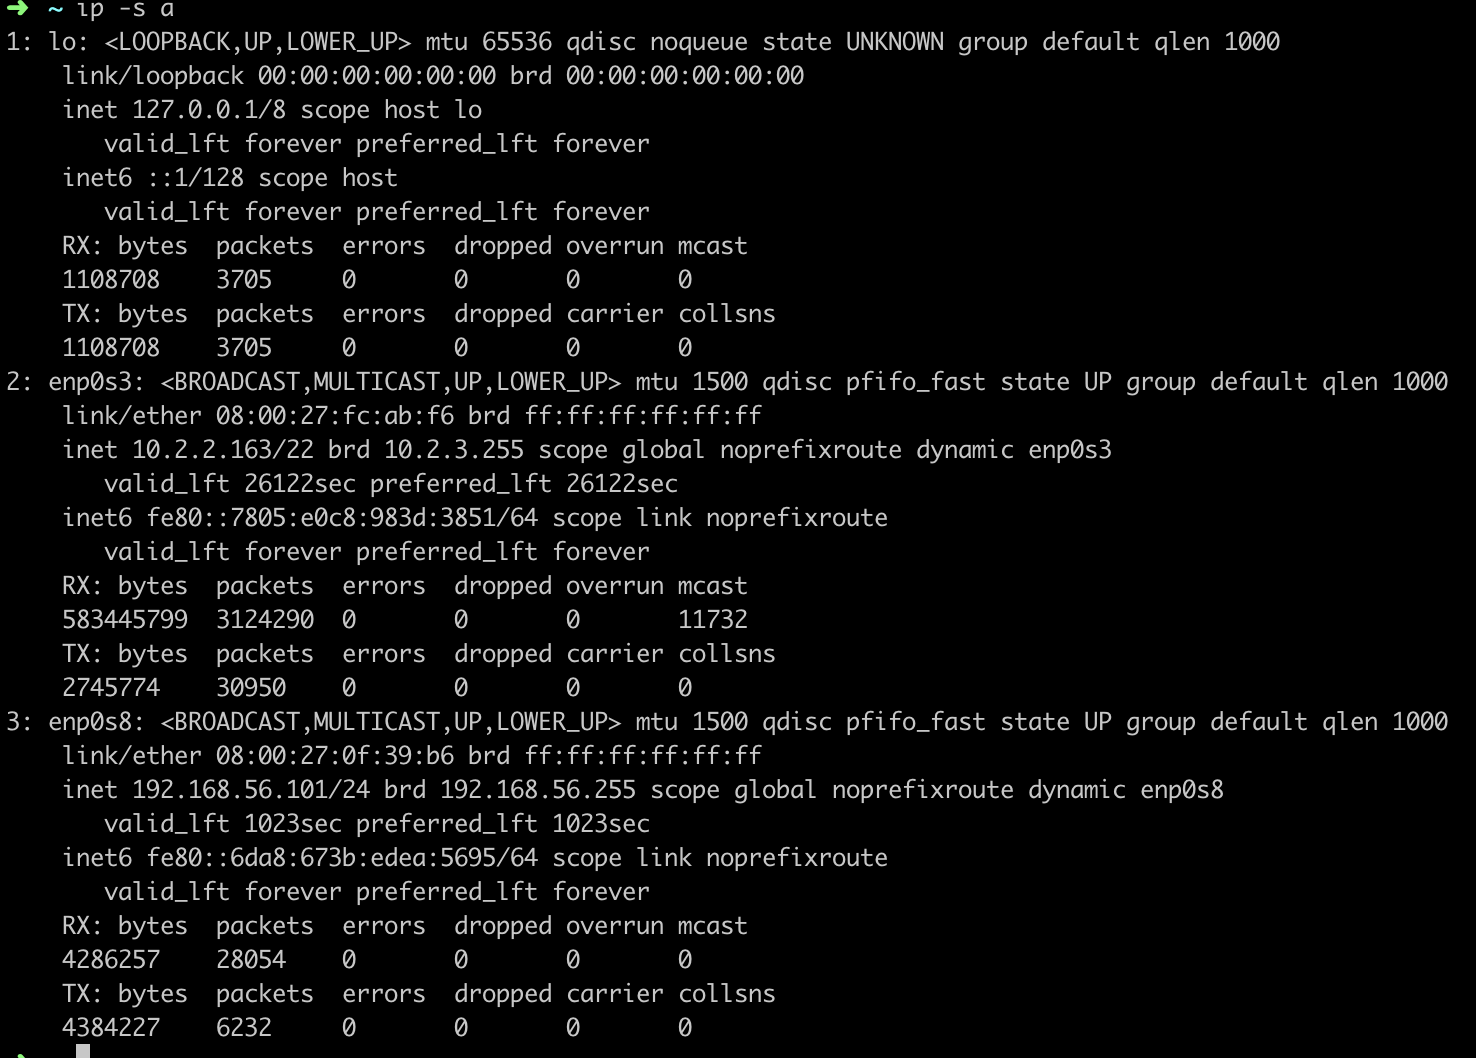 ➜ ~ ip -s a
1: lo: <LOOPBACK,UP,LOWER_UP> mtu 65536 qdisc noqueue state UNKNOWN group default qlen 1000
    link/loopback 00:00:00:00:00:00 brd 00:00:00:00:00:00
    inet 127.0.0.1/8 scope host lo
       valid_lft forever preferred_lft forever
    inet6 ::1/128 scope host
       valid_lft forever preferred_lft forever
    RX: bytes  packets  errors  dropped overrun mcast
    1108708    3705     0       0       0       0
    TX: bytes  packets  errors  dropped carrier collsns
    1108708    3705     0       0       0       0
2: enp0s3: <BROADCAST,MULTICAST,UP,LOWER_UP> mtu 1500 qdisc pfifo_fast state UP group default qlen 1000
    link/ether 08:00:27:fc:ab:f6 brd ff:ff:ff:ff:ff:ff
    inet 10.2.2.163/22 brd 10.2.3.255 scope global noprefixroute dynamic enp0s3
       valid_lft 26122sec preferred_lft 26122sec
    inet6 fe80::7805:e0c8:983d:3851/64 scope link noprefixroute
       valid_lft forever preferred_lft forever
    RX: bytes  packets  errors  dropped overrun mcast
    583445799  3124290  0       0       0       11732
    TX: bytes  packets  errors  dropped carrier collsns
    2745774    30950    0       0       0       0
3: enp0s8: <BROADCAST,MULTICAST,UP,LOWER_UP> mtu 1500 qdisc pfifo_fast state UP group default qlen 1000
    link/ether 08:00:27:0f:39:b6 brd ff:ff:ff:ff:ff:ff
    inet 192.168.56.101/24 brd 192.168.56.255 scope global noprefixroute dynamic enp0s8
       valid_lft 1023sec preferred_lft 1023sec
    inet6 fe80::6da8:673b:edea:5695/64 scope link noprefixroute
       valid_lft forever preferred_lft forever
    RX: bytes  packets  errors  dropped overrun mcast
    4286257    28054    0       0       0       0
    TX: bytes  packets  errors  dropped carrier collsns
    4384227    6232     0       0       0       0